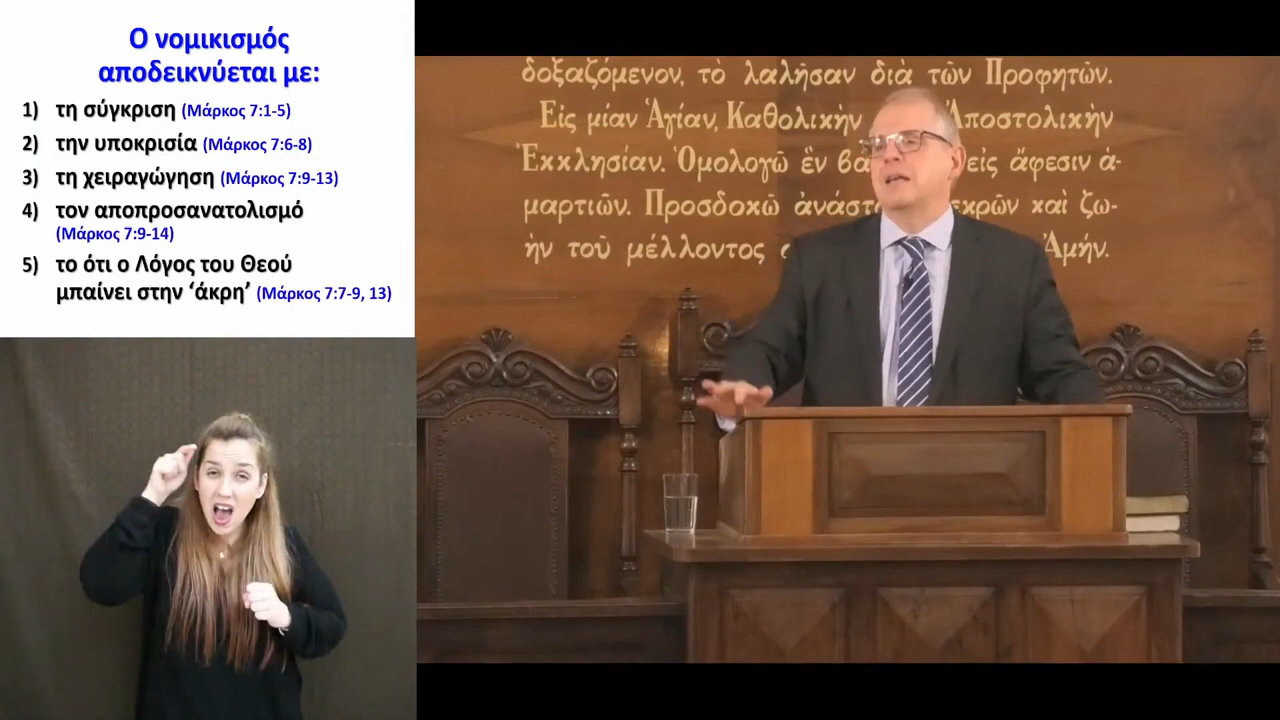 Ο νομικισμός
αποδεικνύεται με:
1) τη σύγκριση (Μάρκος 7:1-5)
2) την υποκρισία (Μάρκος 7:6-8)
3) τη χειραγώγηση (Μάρκος 7:9-13)
4) τον αποπροσανατολισμό
(Μάρκος 7:9-14)
5) το ότι ο Λόγος του Θεού
μπαίνει στην ‘άκρη’ (Μάρκος 7:7-9, 13)
δοξαζόμενον, τὸ λαλῆσαν διὰ τῶν Προφητῶν.
Εἰς μίαν Ἁγίαν, Καθολικὴν Ἀποστολικὴν
Ἐκκλησίαν. Ὁμολογῶ ἓν βα εἰς ἄφεσιν ἁ-
μαρτιῶν. Προσδοκῶ ἀνάστ εκρῶν καὶ ζω-
ὴν τοῦ μέλλοντος Ἀμήν.